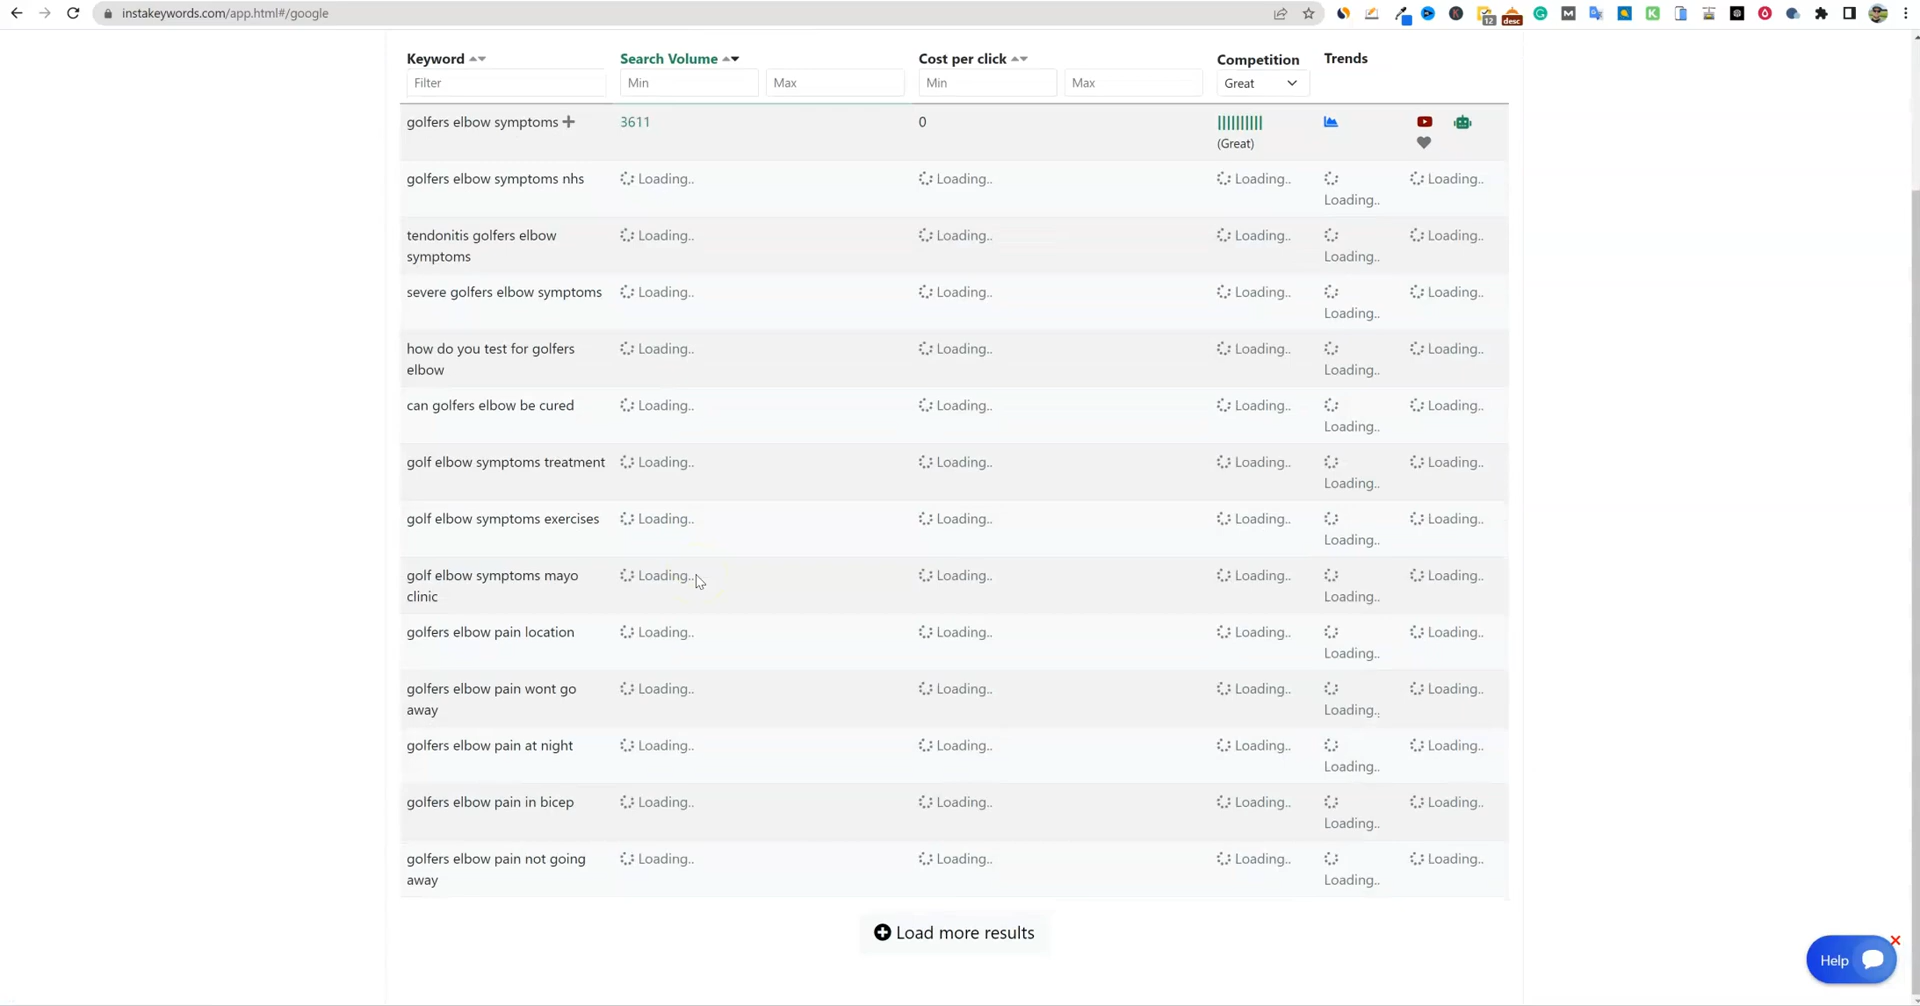 instakeywords.com/app.html#/google
12
desc
Keyword
Search Volume
Cost per click
Competition
Trends
Filter
Min
Max
Min
Max
Great
golfers elbow symptoms
3611
0
(Great)
golfers elbow symptoms nhs
Loading..
Loading..
Loading..
Loading..
Loading..
tendonitis golfers elbow
symptoms
Loading..
Loading..
Loading..
Loading..
Loading..
severe golfers elbow symptoms
Loading..
Loading..
Loading..
Loading..
Loading..
how do you test for golfers
elbow
Loading..
Loading..
Loading..
Loading..
Loading..
can golfers elbow be cured
Loading..
Loading..
Loading..
Loading..
Loading..
golf elbow symptoms treatment
Loading..
Loading..
Loading..
Loading..
Loading..
golf elbow symptoms exercises
Loading..
Loading..
Loading..
Loading..
Loading..
golf elbow symptoms mayo
clinic
Loading..
Loading..
Loading..
Loading..
Loading..
golfers elbow pain location
Loading..
Loading..
Loading..
Loading..
Loading..
golfers elbow pain wont go
away
Loading..
Loading..
Loading..
Loading..
Loading..
golfers elbow pain at night
Loading..
Loading..
Loading..
Loading..
Loading..
golfers elbow pain in bicep
Loading..
Loading..
Loading..
Loading..
Loading..
golfers elbow pain not going
away
Loading..
Loading..
Loading..
Loading..
Loading..
Load more results
Help